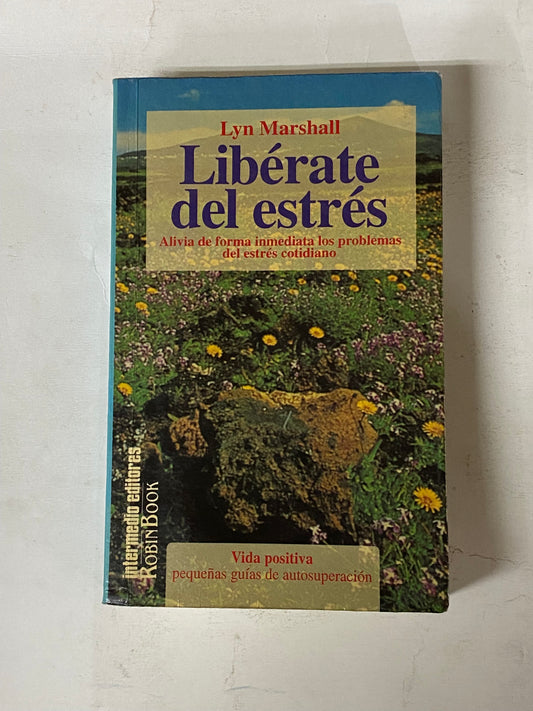 Lyn Marshall
Libérate
del estrés
Alivia de forma inmediata los problemas
del estrés cotidiano
intermedio editores
ROBINBOOK
Vida positiva
pequeñas guías de autosuperación